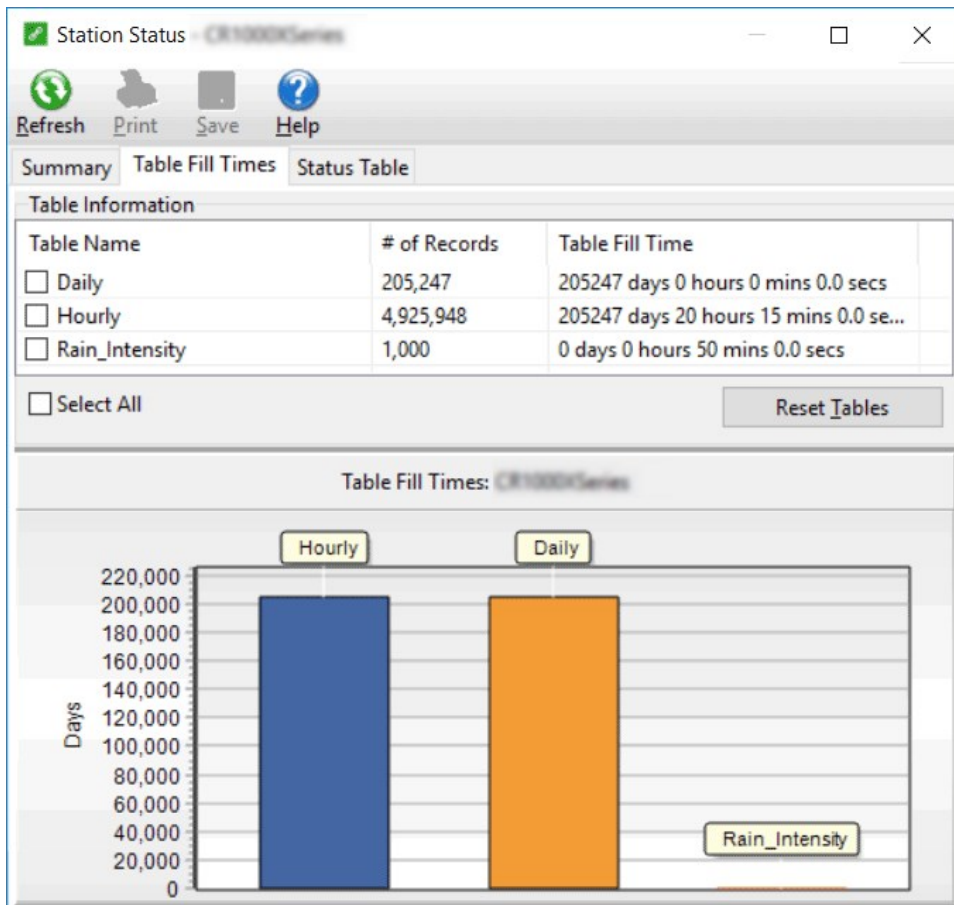 Station Status -
Refresh Print Save Help
Summary Table Fill Times Status Table
Table Information
Table Name # of Records Table Fill Time
Daily 205,247 205247 days 0 hours 0 mins 0.0 secs
Hourly 4,925,948 205247 days 20 hours 15 mins 0.0 se...
Rain_Intensity 1,000 0 days 0 hours 50 mins 0.0 secs
Select All Reset Tables
Table Fill Times:
Hourly Daily
220,000
200,000
180,000
160,000
140,000
120,000
100,000
80,000
60,000
40,000
20,000
0
Days
Rain_Intensity